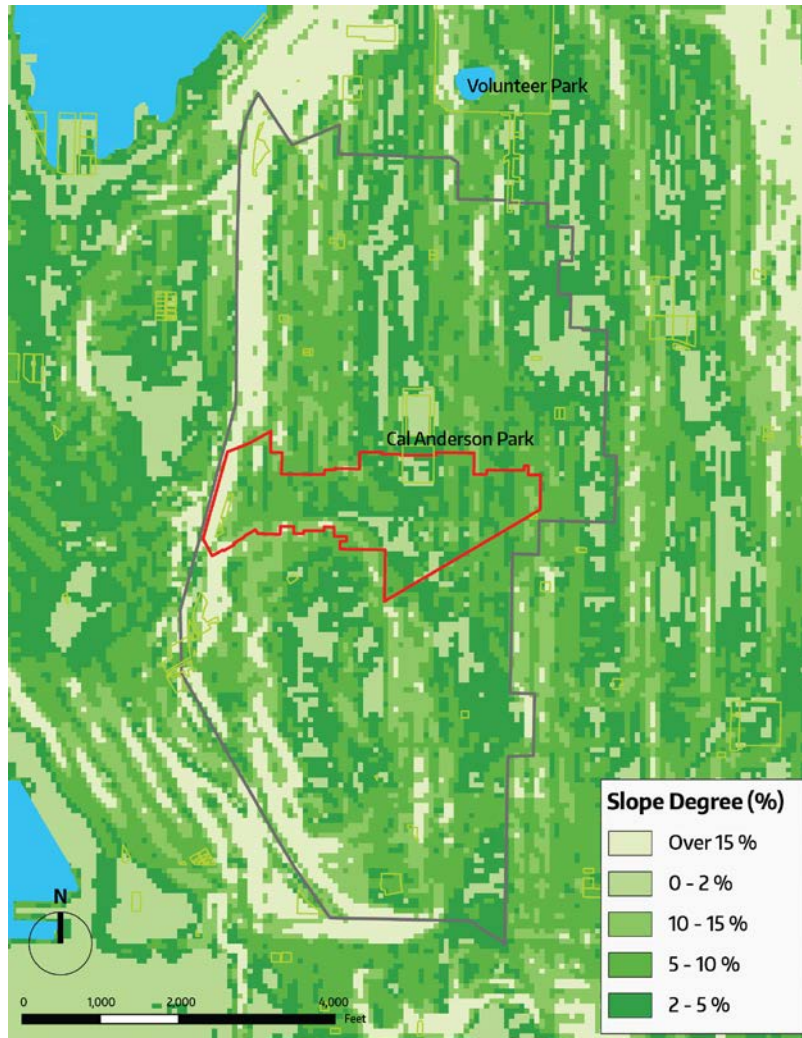 Volunteer Park
Cal Anderson Park
Slope Degree (%)
Over 15 %
0 - 2 %
10 - 15 %
5 - 10 %
2 - 5 %
N
0 1,000 2,000 4,000
Feet